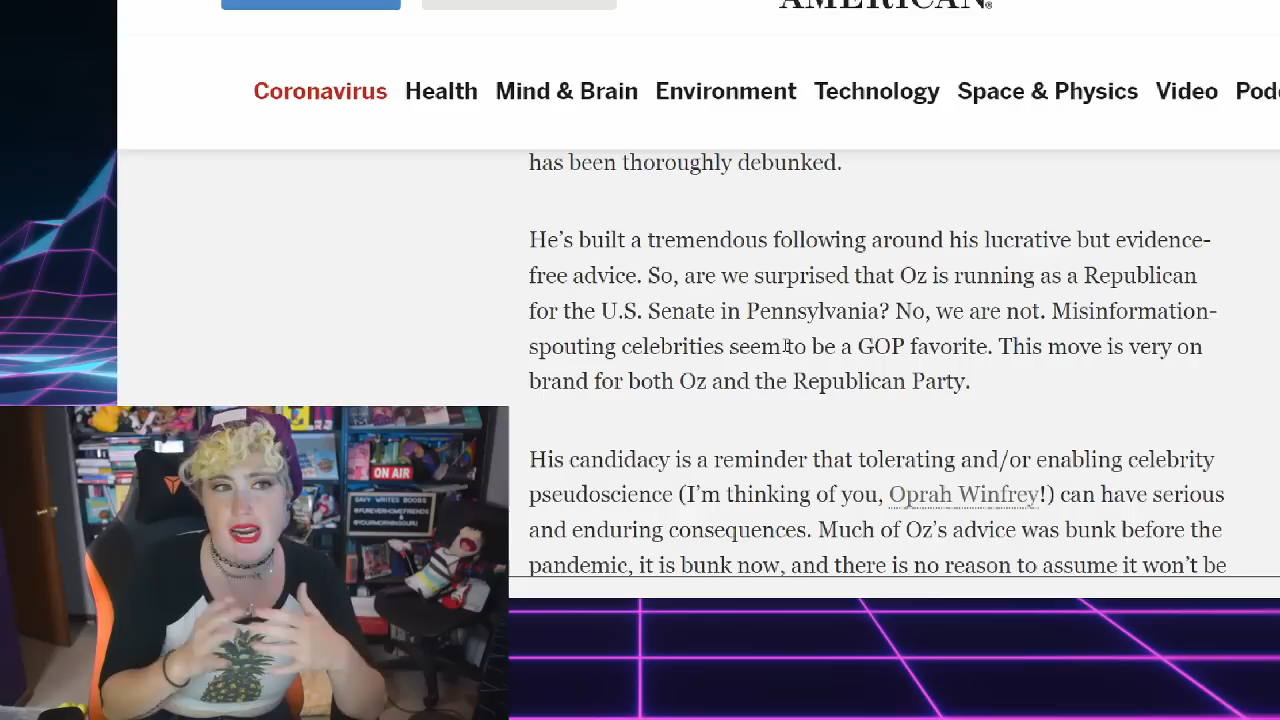 AMERICAN®
Coronavirus Health Mind & Brain Environment Technology Space & Physics Video
has been thoroughly debunked.
He's built a tremendous following around his lucrative but evidence-
free advice. So, are we surprised that Oz is running as a Republican
for the U.S. Senate in Pennsylvania? No, we are not. Misinformation-
spouting celebrities seem to be a GOP favorite. This move is very on
brand for both Oz and the Republican Party.
His candidacy is a reminder that tolerating and/or enabling celebrity
pseudoscience (I'm thinking of you, Oprah Winfrey!) can have serious
and enduring consequences. Much of Oz's advice was bunk before the
pandemic, it is bunk now, and there is no reason to assume it won't be
ON AIR
SAVY WRITES BOOKS
@FUREVERHOMEFRIENDS
&
@YOURMORNINGGURU